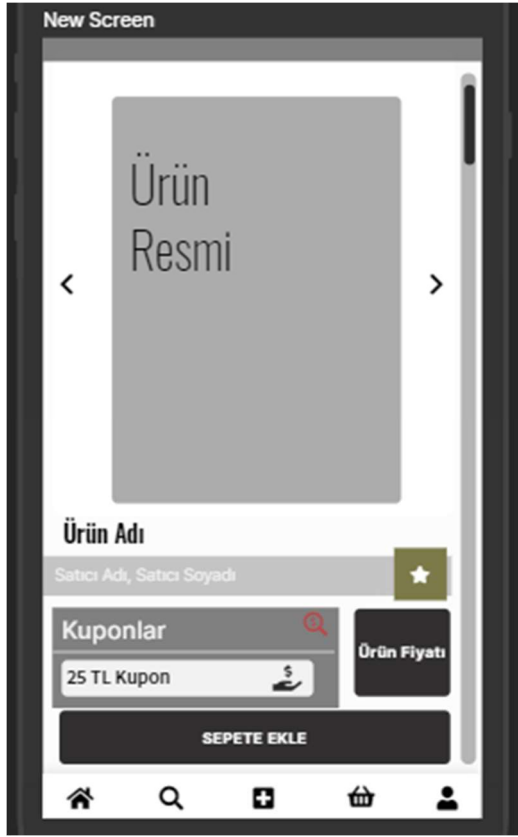 New Screen
Ürün
Resmi
Ürün Adı
Satıcı Adı, Satıcı Soyadı
Kuponlar
Ürün Fiyatı
25 TL Kupon
SEPETE EKLE